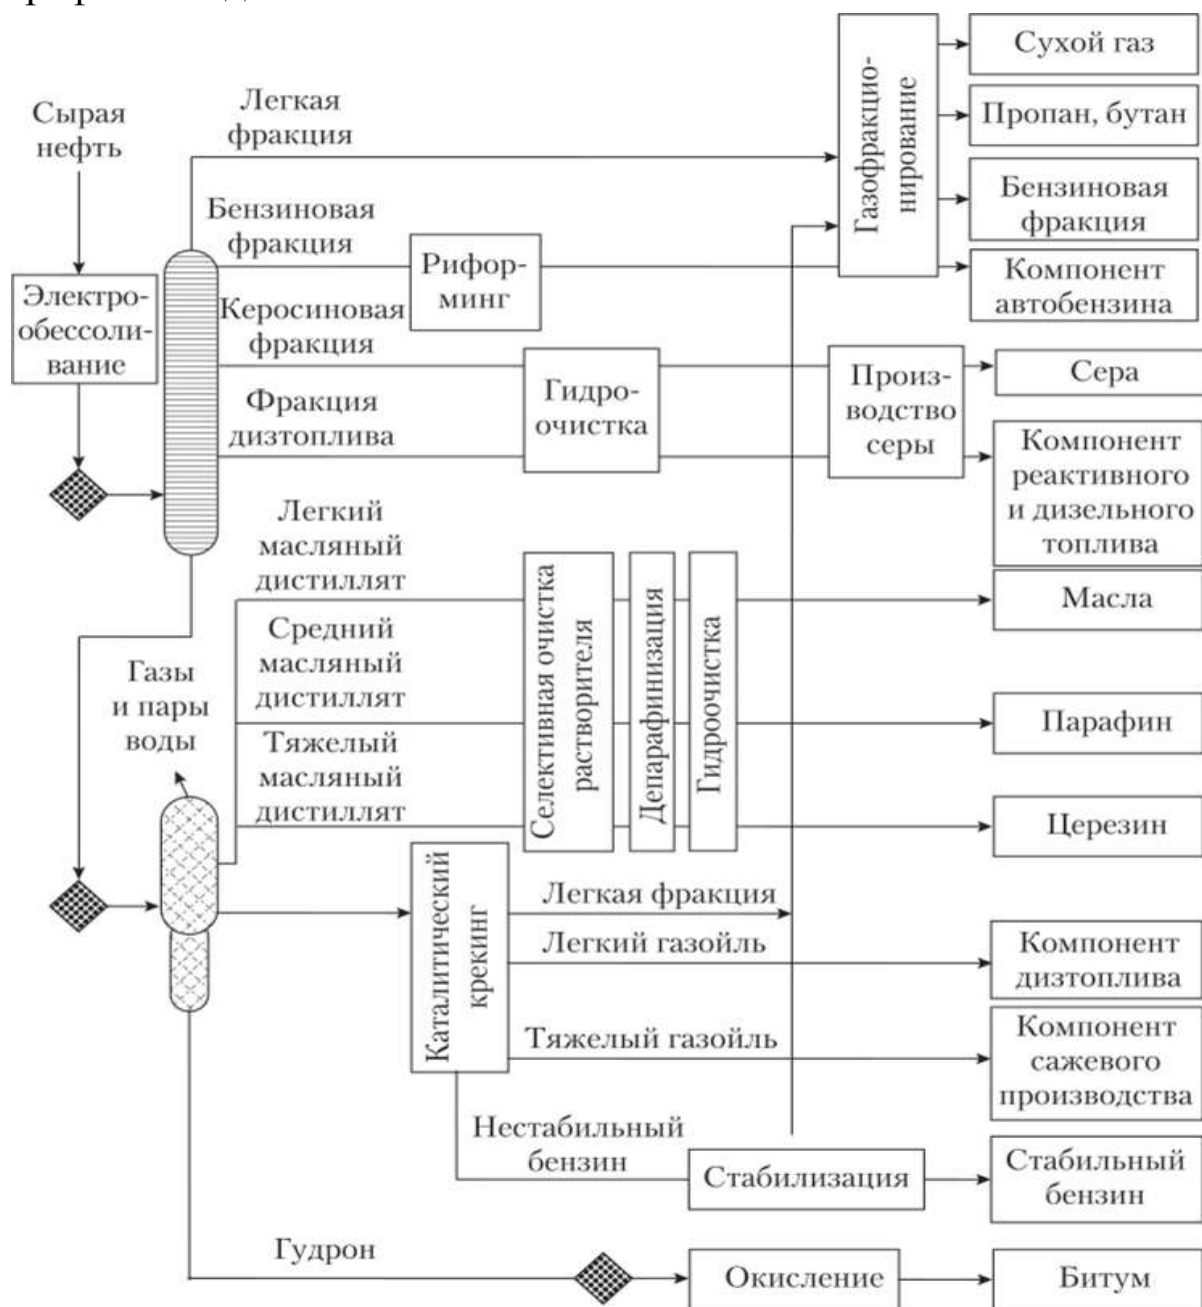 Сухой газ
Легкая
фракция
Сырая
нефть
Газофракцио-
нирование
Пропан, бутан
Бензиновая
фракция
Бензиновая
фракция
Рифор-
минг
Компонент
автобензина
Электро-
обессоли-
вание
Керосиновая
фракция
Гидро-
очистка
Произ-
водство
серы
Сера
Фракция
дизтоплива
Компонент
реактивного
и дизельного
топлива
Легкий
масляный
дистиллят
Селективная очистка
растворителя
Депарафинизация
Гидроочистка
Масла
Средний
масляный
дистиллят
Газы
и пары
воды
Парафин
Тяжелый
масляный
дистиллят
Церезин
Каталитический
крекинг
Легкая фракция
Легкий газойль
Компонент
дизтоплива
Тяжелый газойль
Компонент
сажевого
производства
Нестабильный
бензин
Стабилизация
Стабильный
бензин
Гудрон
Окисление
Битум